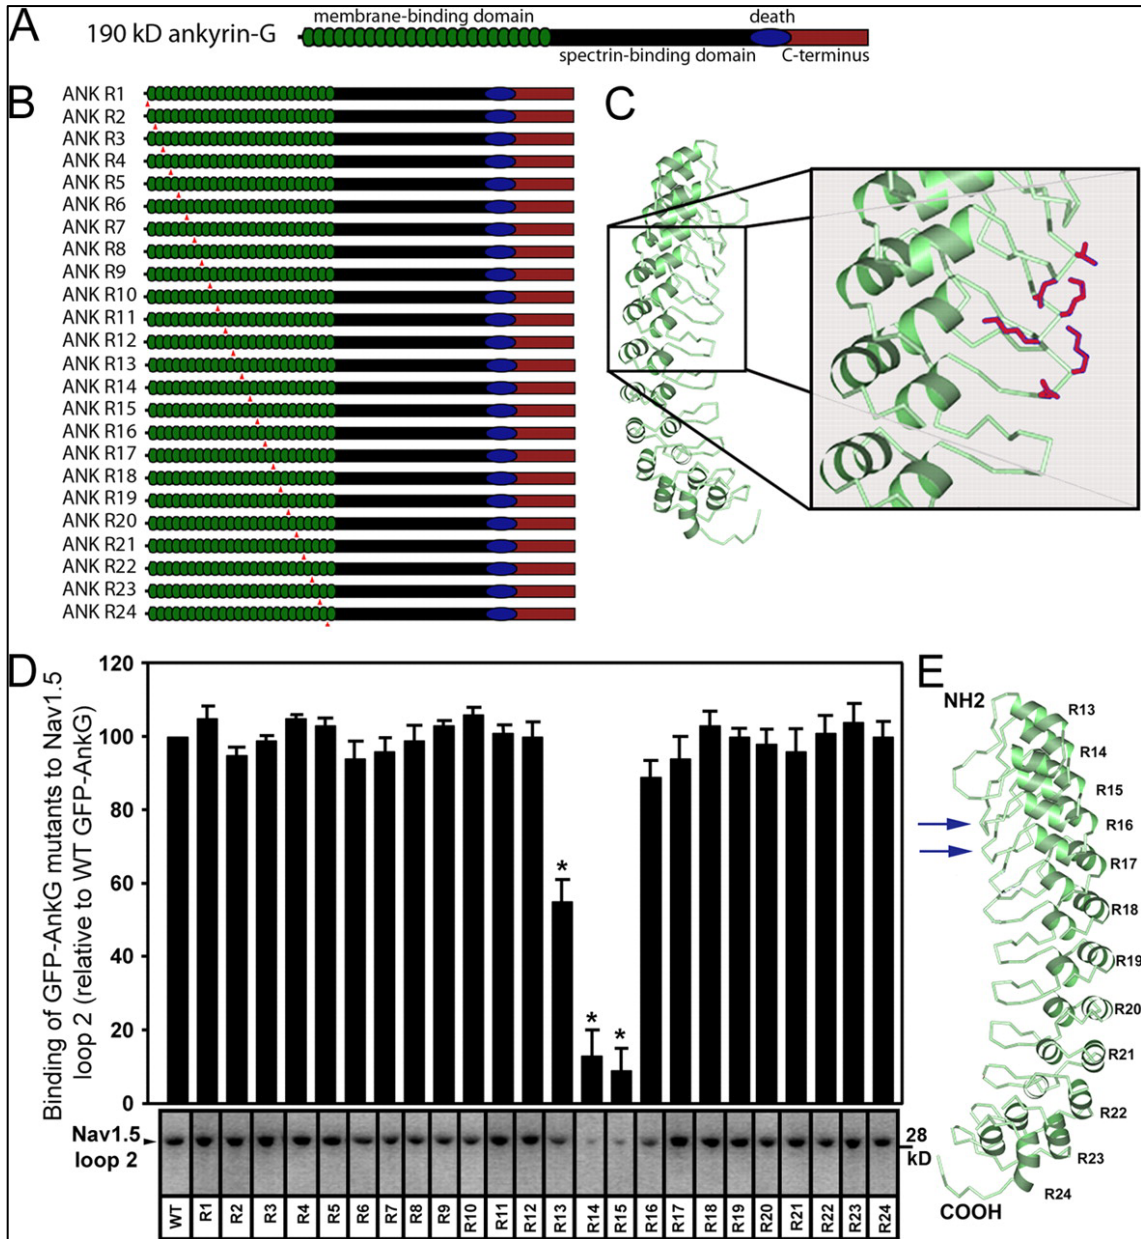 A
190 kD ankyrin-G
membrane-binding domain
death
spectrin-binding domain
C-terminus
B
ANK R1
ANK R2
ANK R3
ANK R4
ANK R5
ANK R6
ANK R7
ANK R8
ANK R9
ANK R10
ANK R11
ANK R12
ANK R13
ANK R14
ANK R15
ANK R16
ANK R17
ANK R18
ANK R19
ANK R20
ANK R21
ANK R22
ANK R23
ANK R24
C
D
Binding of GFP-AnkG mutants to Nav1.5
loop 2 (relative to WT GFP-AnkG)
120
100
80
60
40
20
0
*
*
*
Nav1.5
loop 2
28
kD
WT
R1
R2
R3
R4
R5
R6
R7
R8
R9
R10
R11
R12
R13
R14
R15
R16
R17
R18
R19
R20
R21
R22
R23
R24
E
NH2
R13
R14
R15
R16
R17
R18
R19
R20
R21
R22
R23
R24
COOH